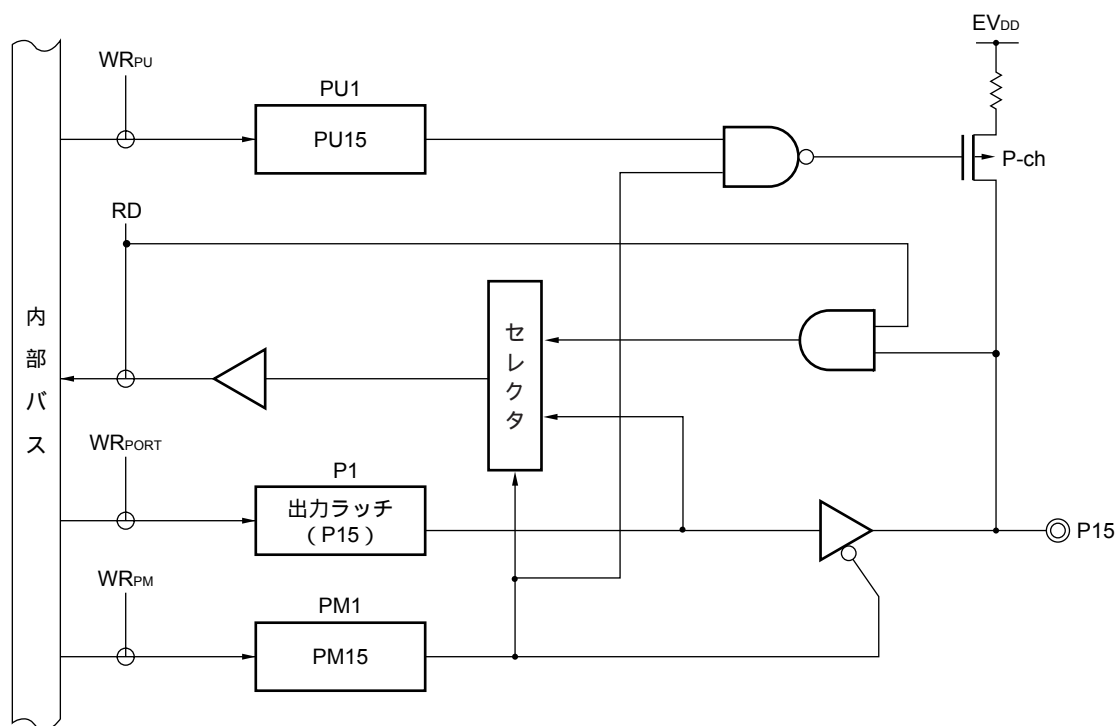 EVDD
WRPU
PU1
PU15
P-ch
RD
内部バス
セレクタ
WRPORT
P1
出力ラッチ
（P15）
P15
WRPM
PM1
PM15